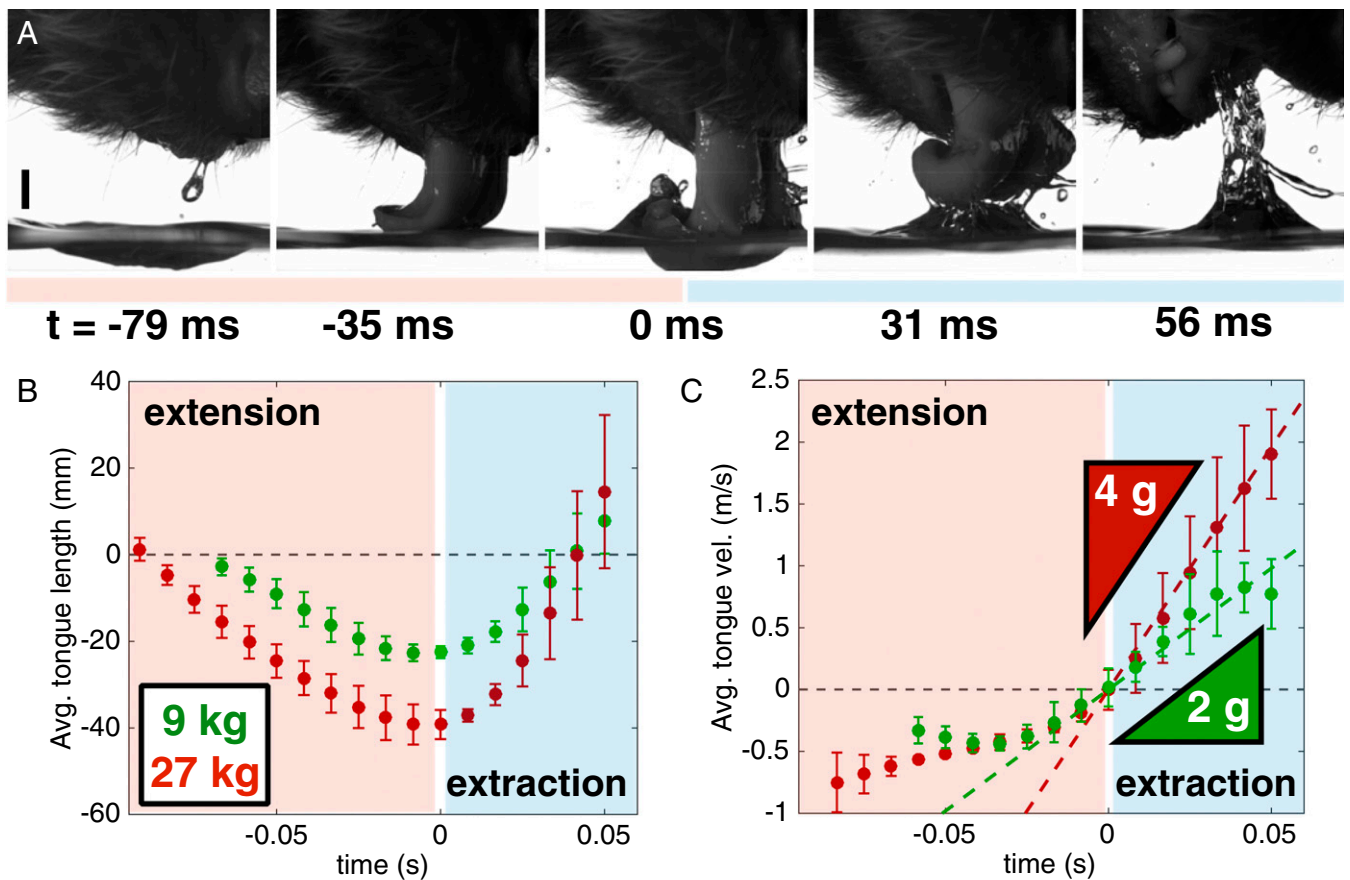 A
t = -79 ms
-35 ms
0 ms
31 ms
56 ms
B
extension
extraction
9 kg
27 kg
Avg. tongue length (mm)
40
20
0
-20
-40
-60
-0.05
0
0.05
time (s)
C
extension
extraction
4 g
2 g
Avg. tongue vel. (m/s)
2.5
2
1.5
1
0.5
0
-0.5
-1
-0.05
0
0.05
time (s)